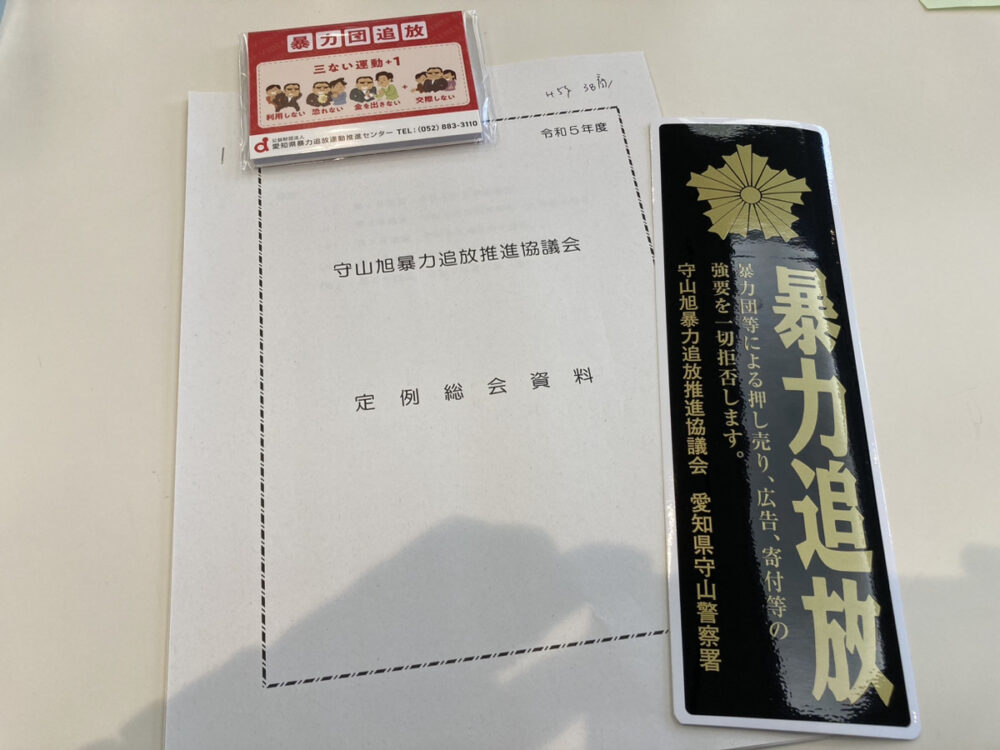 暴力団追放
三ない運動+1
利用しない 恐れない 金を出さない + 交際しない
公益財団法人
愛知県暴力追放運動推進センター TEL:(052) 883-3110
令和5年度
守山旭暴力追放推進協議会
定例総会資料
暴力追放
暴力団等による押し売り、広告、寄付等の
強要を一切拒否します。
守山旭暴力追放推進協議会 愛知県守山警察署